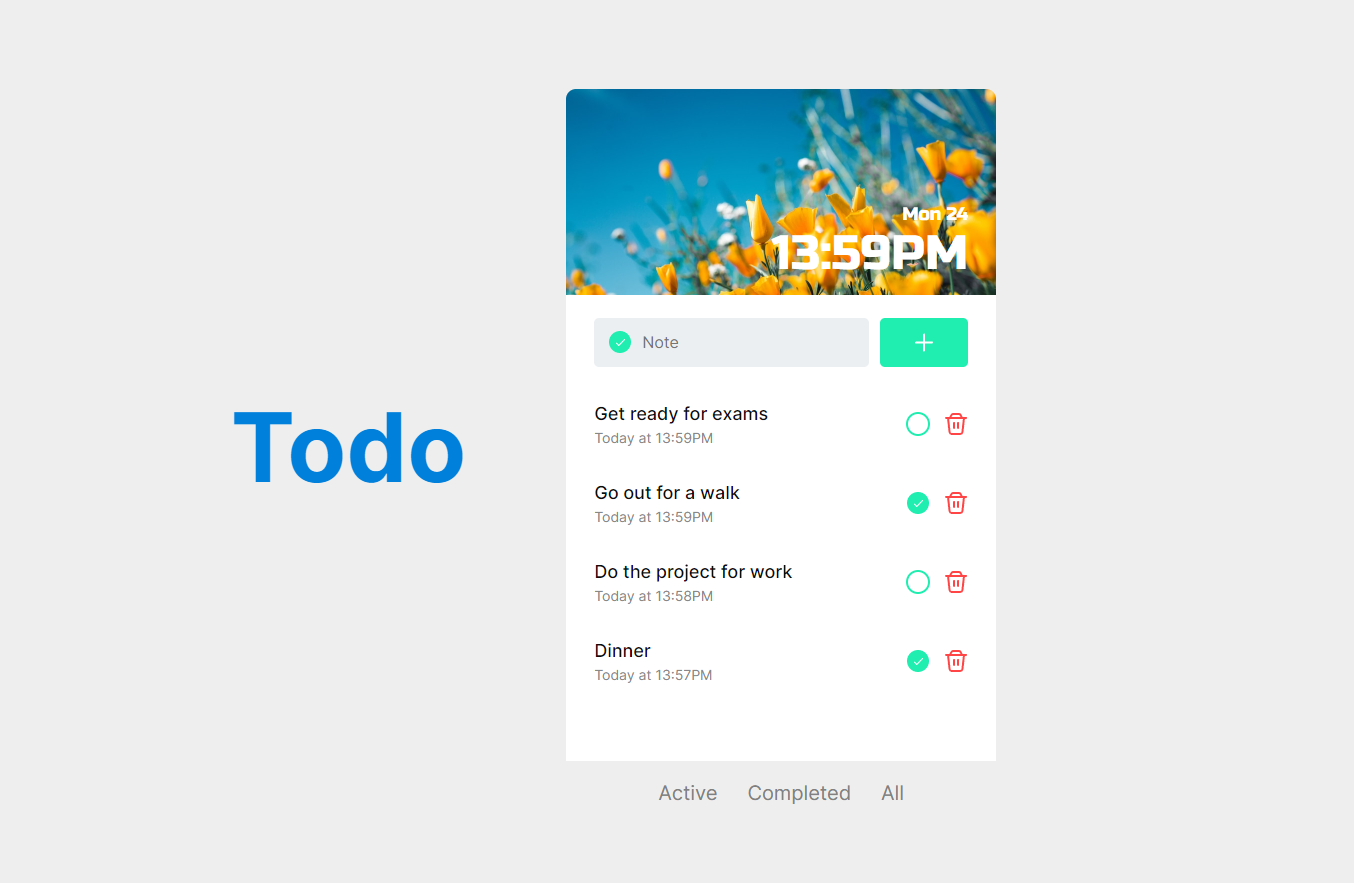 Todo
Mon 24
13:59PM
Note
Get ready for exams
Today at 13:59PM
Go out for a walk
Today at 13:59PM
Do the project for work
Today at 13:58PM
Dinner
Today at 13:57PM
Active Completed All